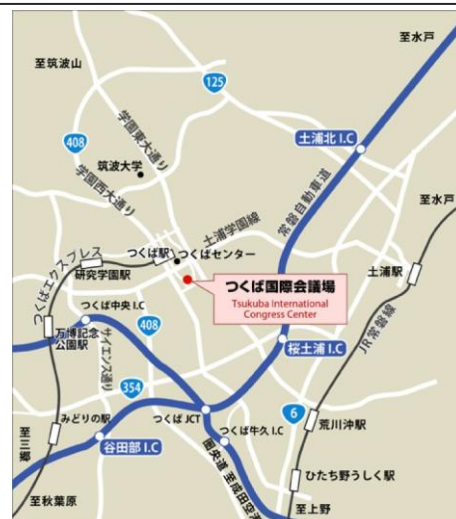 至水戸
至筑波山
125
学園東大通り
408
土浦北 I.C
筑波大学
学園西大通り
常磐自動車道
至水戸
土浦学園線
つくばエクスプレス
つくば駅
つくばセンター
研究学園駅
土浦駅
つくば国際会議場
Tsukuba International
Congress Center
つくば中央 I.C
JR常磐線
万博記念
公園駅
408
サイエンス通り
桜土浦 I.C
354
6
みどりの駅
つくば JCT
荒川沖駅
至三郷
谷田部 I.C
つくば牛久 I.C
圏央道 至成田空港
ひたち野うしく駅
至秋葉原
至上野